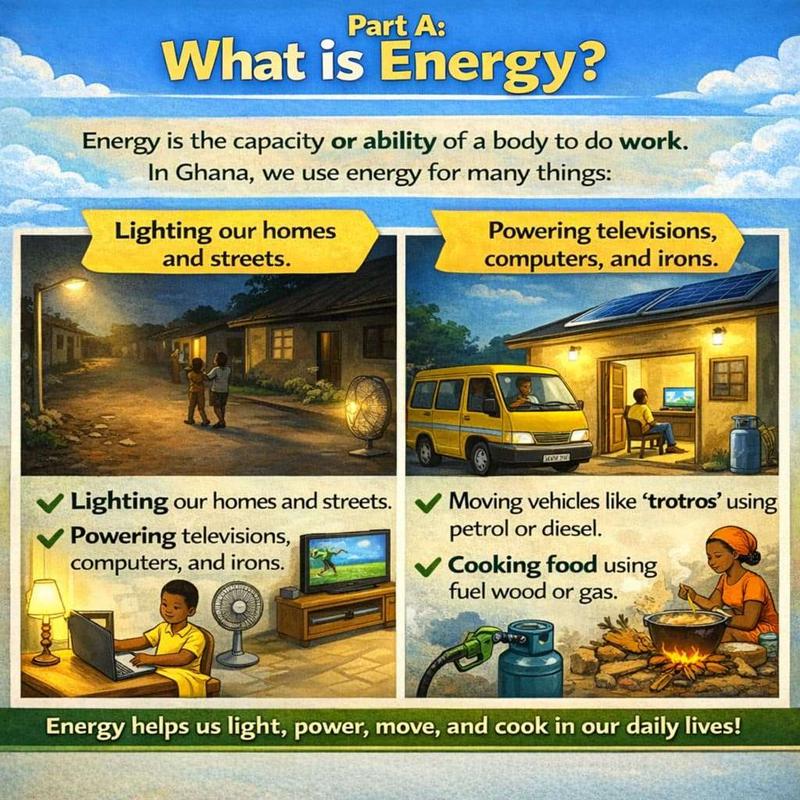 Part A:
What is Energy?
Energy is the capacity or ability of a body to do work.
In Ghana, we use energy for many things:
Lighting our homes
and streets.
Powering televisions,
computers, and irons.
✓ Lighting our homes and streets.
✓ Powering televisions,
computers, and irons.
✓ Moving vehicles like ‘trotros’ using
petrol or diesel.
✓ Cooking food using
fuel wood or gas.
Energy helps us light, power, move, and cook in our daily lives!